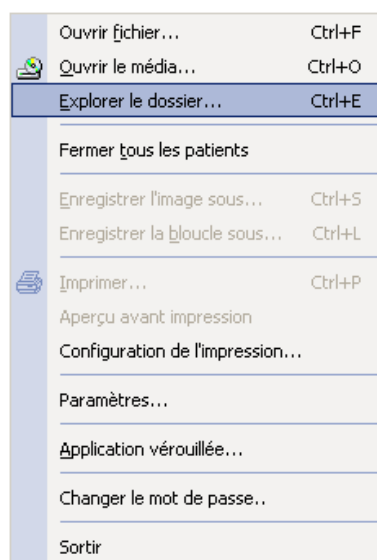 Ouvrir fichier... Ctrl+F
Ouvrir le média... Ctrl+O
Explorer le dossier... Ctrl+E
Fermer tous les patients
Enregistrer l'image sous... Ctrl+S
Enregistrer la bloucle sous... Ctrl+L
Imprimer... Ctrl+P
Aperçu avant impression
Configuration de l'impression...
Paramètres...
Application vérouillée...
Changer le mot de passe..
Sortir